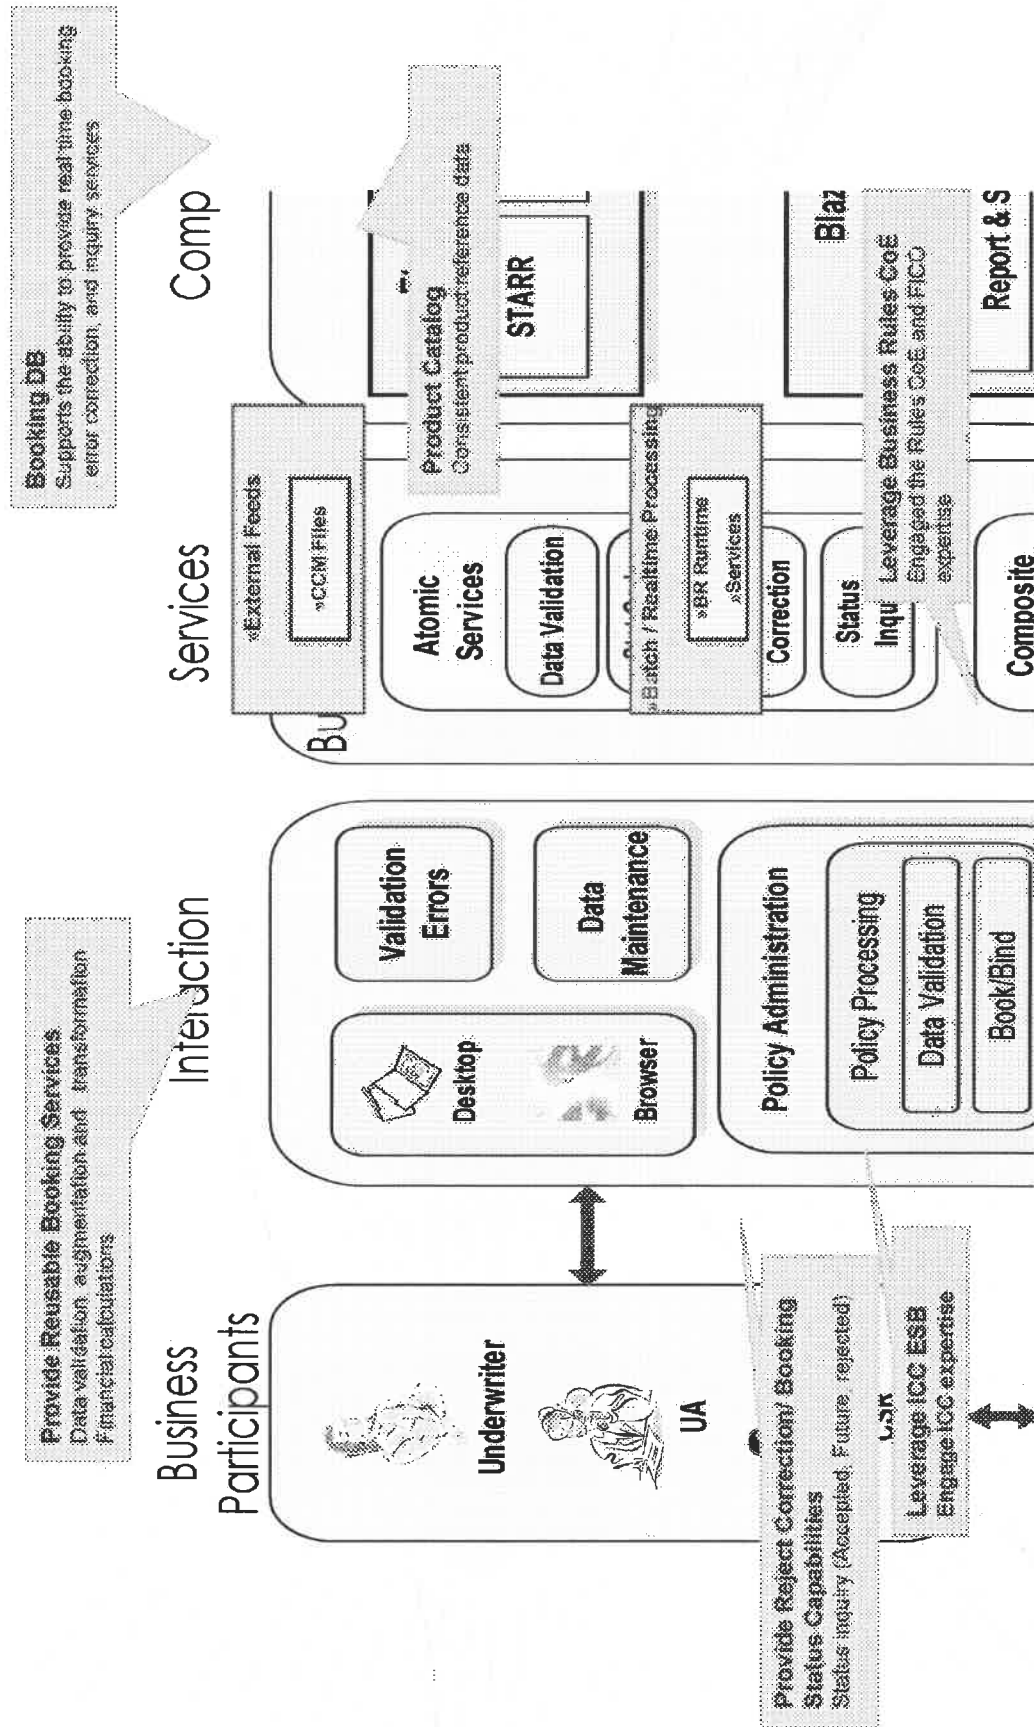 Provide Reusable Booking Services
Data validation, augmentation and transformation
Financial calculations
Booking DB
Supports the ability to provide real time booking
error correction, and inquiry services
Business
Participants
Interaction
Services
Comp
Underwriter
UA
CSR
Desktop
Browser
Validation
Errors
Data
Maintenance
Policy Administration
Policy Processing
Data Validation
Book/Bind
Bu
«External Feeds
»CCM Files
Atomic
Services
Data Validation
»Batch / Realtime Processing
»BR Runtime
»Services
Correction
Status
Inqu
Composite
Product Catalog
Consistent product reference data
STARR
Blaz
Report & S
Leverage Business Rules CoE
Engaged the Rules CoE and FICO
expertise
Provide Reject Correction/ Booking
Status Capabilities
Status Inquiry (Accepted, Future, rejected)
Leverage ICC ESB
Engage ICC expertise